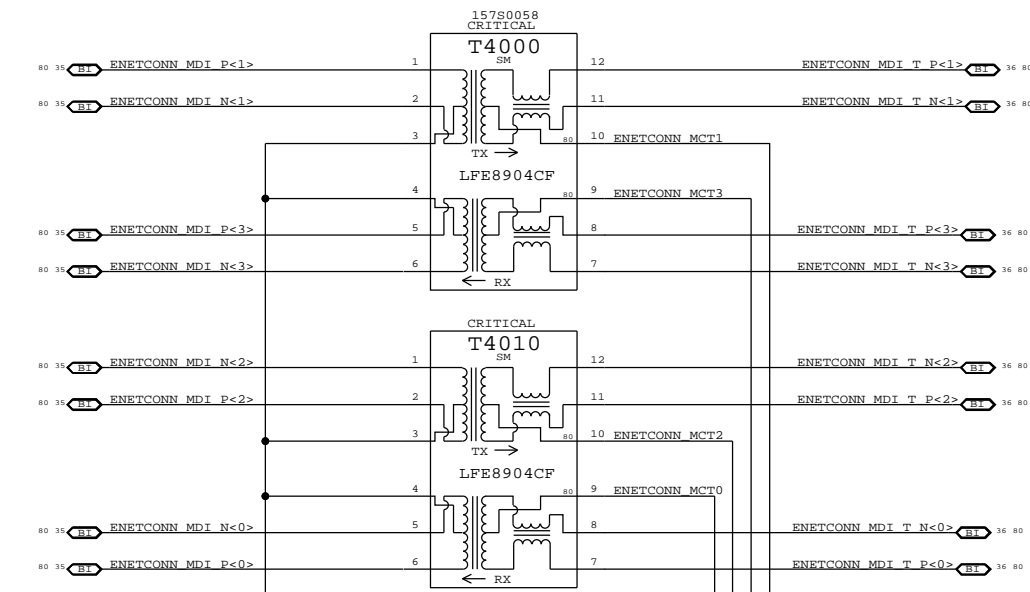 157S0058
CRITICAL
T4000
SM
80 35 BI ENETCONN_MDI_P<1> 1 12 ENETCONN_MDI_T_P<1> BI 36 80
80 35 BI ENETCONN_MDI_N<1> 2 11 ENETCONN_MDI_T_N<1> BI 36 80
3 80 10 ENETCONN_MCT1
TX
LFE8904CF
4 80 9 ENETCONN_MCT3
80 35 BI ENETCONN_MDI_P<3> 5 8 ENETCONN_MDI_T_P<3> BI 36 80
80 35 BI ENETCONN_MDI_N<3> 6 7 ENETCONN_MDI_T_N<3> BI 36 80
RX
CRITICAL
T4010
SM
80 35 BI ENETCONN_MDI_N<2> 1 12 ENETCONN_MDI_T_N<2> BI 36 80
80 35 BI ENETCONN_MDI_P<2> 2 11 ENETCONN_MDI_T_P<2> BI 36 80
3 80 10 ENETCONN_MCT2
TX
LFE8904CF
4 80 9 ENETCONN_MCT0
80 35 BI ENETCONN_MDI_N<0> 5 8 ENETCONN_MDI_T_N<0> BI 36 80
80 35 BI ENETCONN_MDI_P<0> 6 7 ENETCONN_MDI_T_P<0> BI 36 80
RX